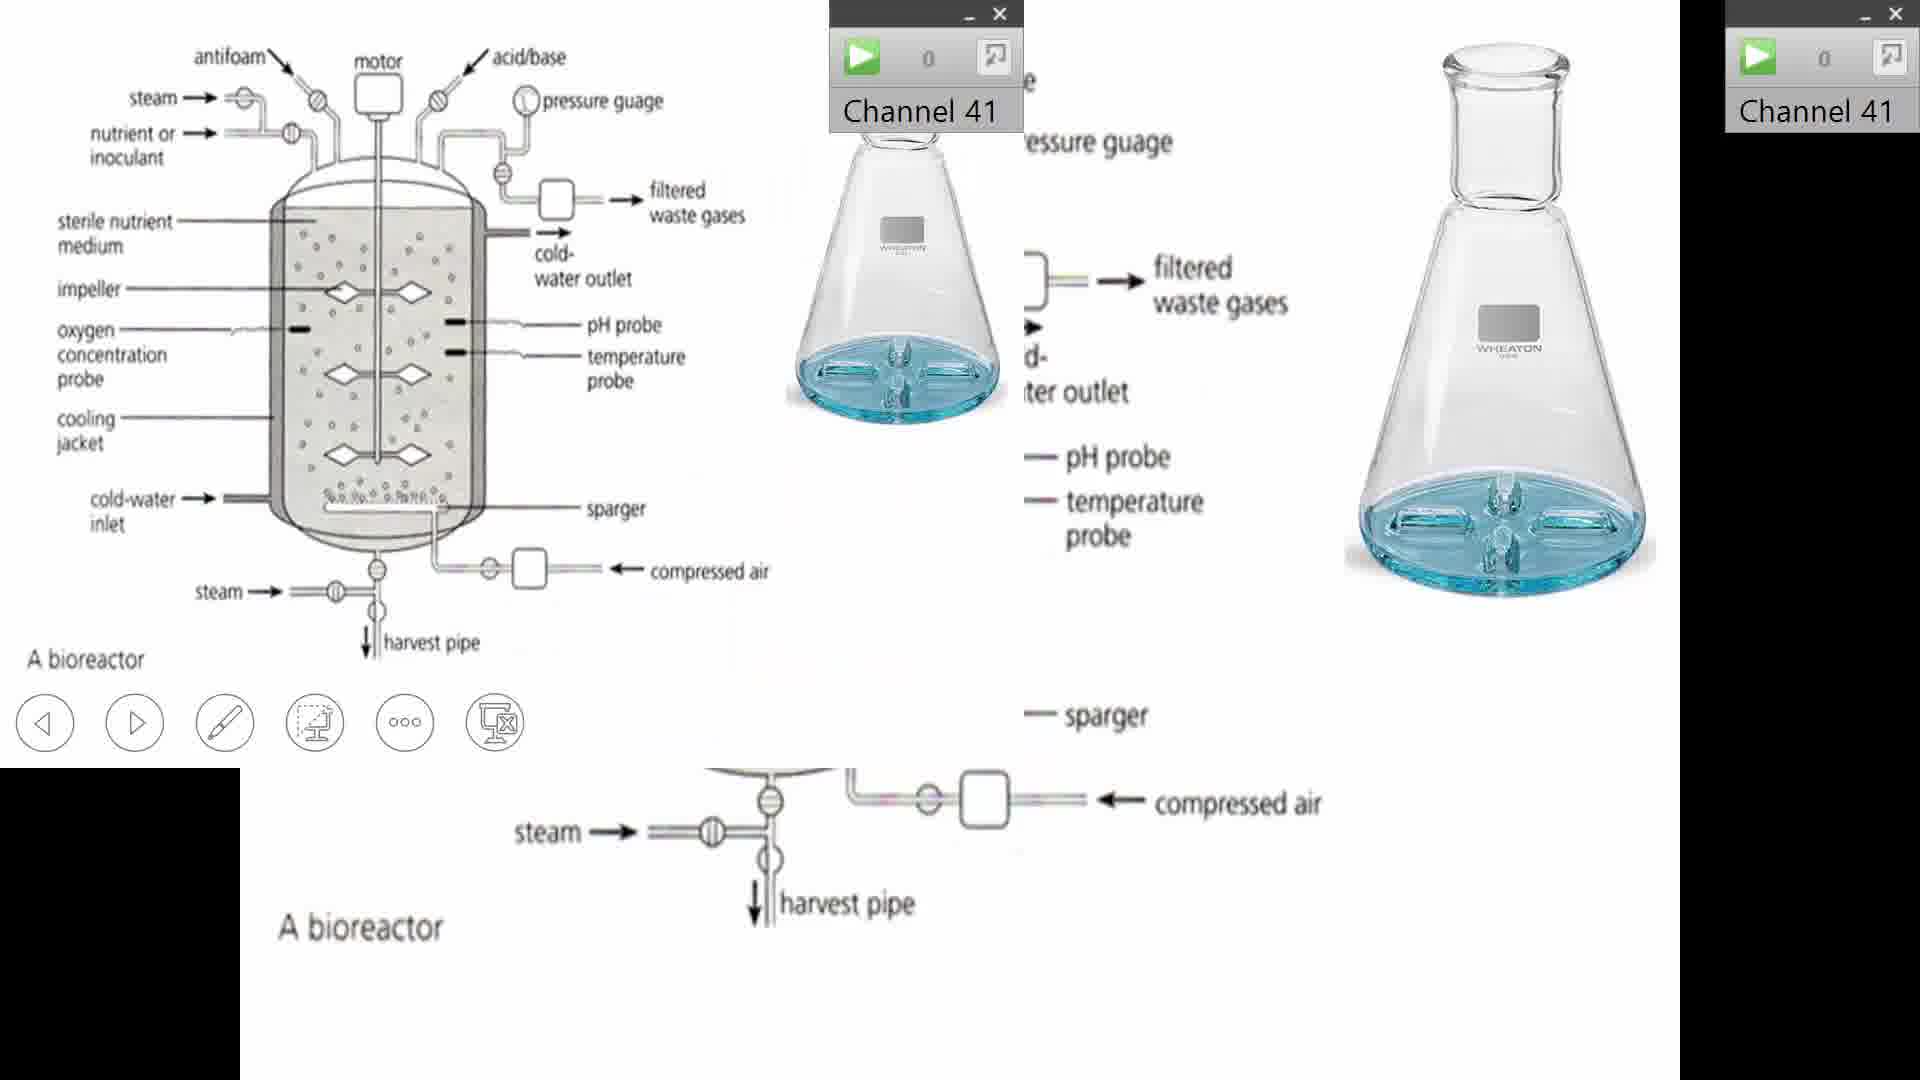 antifoam
motor
acid/base
steam
pressure guage
nutrient or
inoculant
filtered
waste gases
sterile nutrient
medium
cold-
water outlet
impeller
oxygen
concentration
probe
pH probe
temperature
probe
cooling
jacket
cold-water
inlet
sparger
compressed air
steam
harvest pipe
A bioreactor
0
Channel 41
WHEATON
e
essure guage
filtered
waste gases
d-
ter outlet
pH probe
temperature
probe
sparger
compressed air
steam
harvest pipe
A bioreactor
WHEATON
0
Channel 41